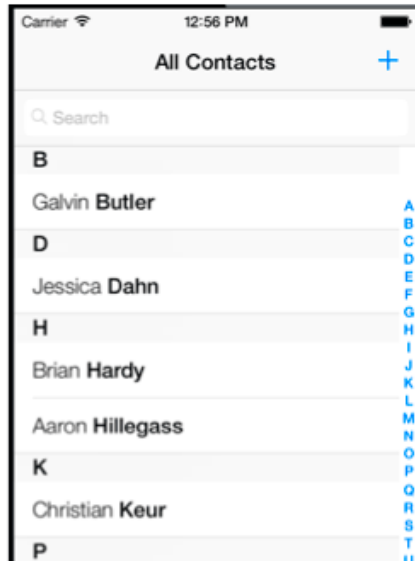 Carrier 12:56 PM
All Contacts +
Search
B
Galvin Butler
D
Jessica Dahn
H
Brian Hardy
Aaron Hillegass
K
Christian Keur
P
A
B
C
D
E
F
G
H
I
J
K
L
M
N
O
P
Q
R
S
T
U